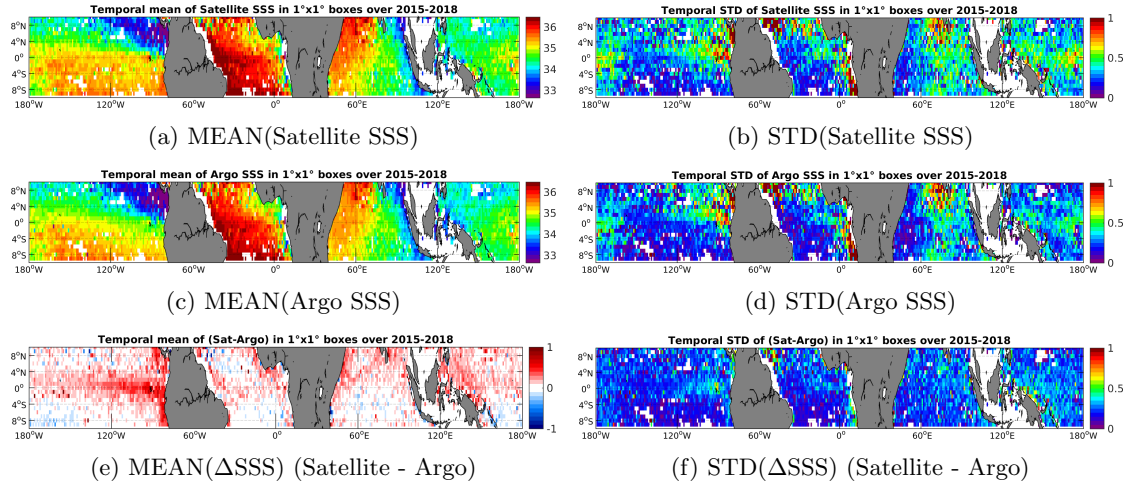 Temporal mean of Satellite SSS in 1°x1° boxes over 2015-2018
8°N
4°N
0°
4°S
8°S
180°W 120°W 60°W 0° 60°E 120°E 180°W
36
35
34
33
(a) MEAN(Satellite SSS)
Temporal STD of Satellite SSS in 1°x1° boxes over 2015-2018
8°N
4°N
0°
4°S
8°S
180°W 120°W 60°W 0° 60°E 120°E 180°W
1
0.5
0
(b) STD(Satellite SSS)
Temporal mean of Argo SSS in 1°x1° boxes over 2015-2018
8°N
4°N
0°
4°S
8°S
180°W 120°W 60°W 0° 60°E 120°E 180°W
36
35
34
33
(c) MEAN(Argo SSS)
Temporal STD of Argo SSS in 1°x1° boxes over 2015-2018
8°N
4°N
0°
4°S
8°S
180°W 120°W 60°W 0° 60°E 120°E 180°W
1
0.5
0
(d) STD(Argo SSS)
Temporal mean of (Sat-Argo) in 1°x1° boxes over 2015-2018
8°N
4°N
0°
4°S
8°S
180°W 120°W 60°W 0° 60°E 120°E 180°W
1
0
-1
(e) MEAN(ΔSSS) (Satellite - Argo)
Temporal STD of (Sat-Argo) in 1°x1° boxes over 2015-2018
8°N
4°N
0°
4°S
8°S
180°W 120°W 60°W 0° 60°E 120°E 180°W
1
0.5
0
(f) STD(ΔSSS) (Satellite - Argo)